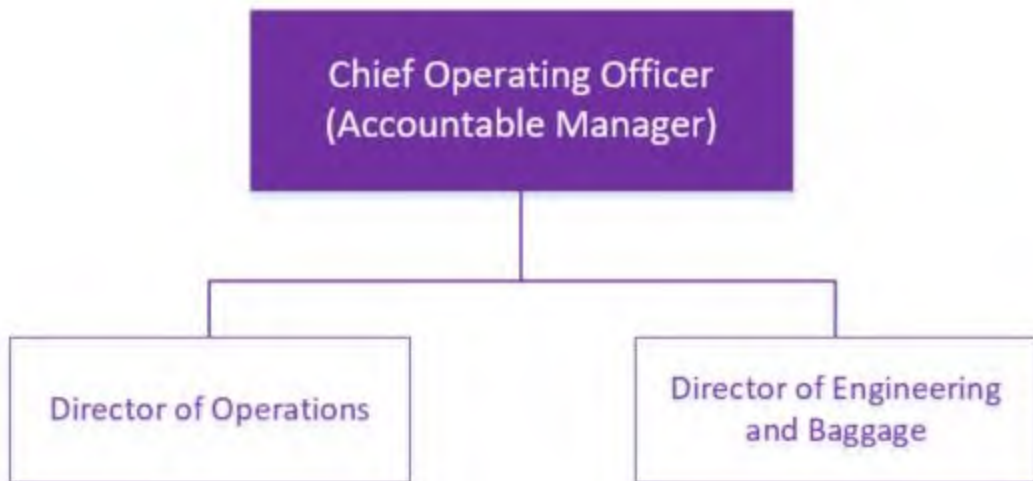 Chief Operating Officer
(Accountable Manager)
Director of Operations
Director of Engineering
and Baggage